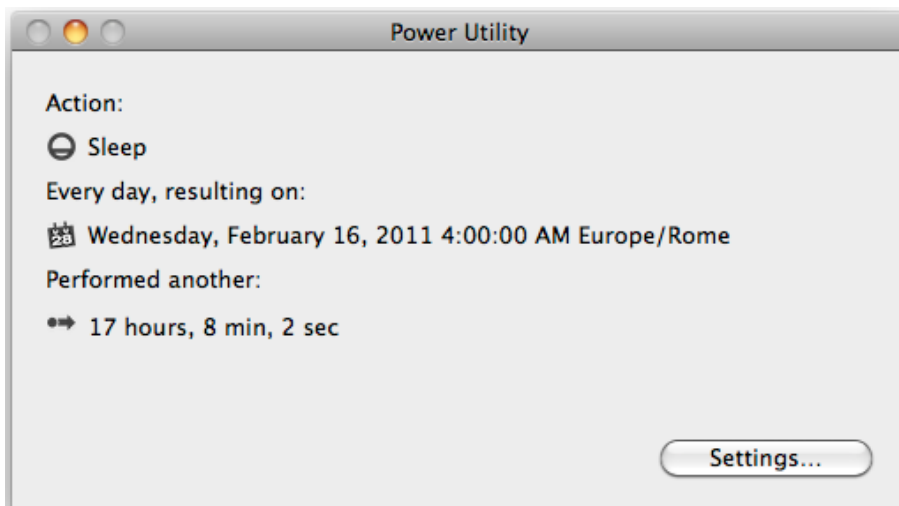 Power Utility
Action:
Sleep
Every day, resulting on:
Wednesday, February 16, 2011 4:00:00 AM Europe/Rome
Performed another:
17 hours, 8 min, 2 sec
Settings...